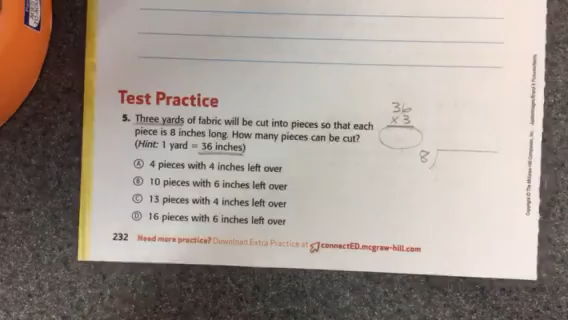 Test Practice
5. Three yards of fabric will be cut into pieces so that each
piece is 8 inches long. How many pieces can be cut?
(Hint: 1 yard = 36 inches)
Ⓐ 4 pieces with 4 inches left over
Ⓑ 10 pieces with 6 inches left over
Ⓒ 13 pieces with 4 inches left over
Ⓓ 16 pieces with 6 inches left over
36
x 3
8
232 Need more practice? Download Extra Practice at connectED.mcgraw-hill.com